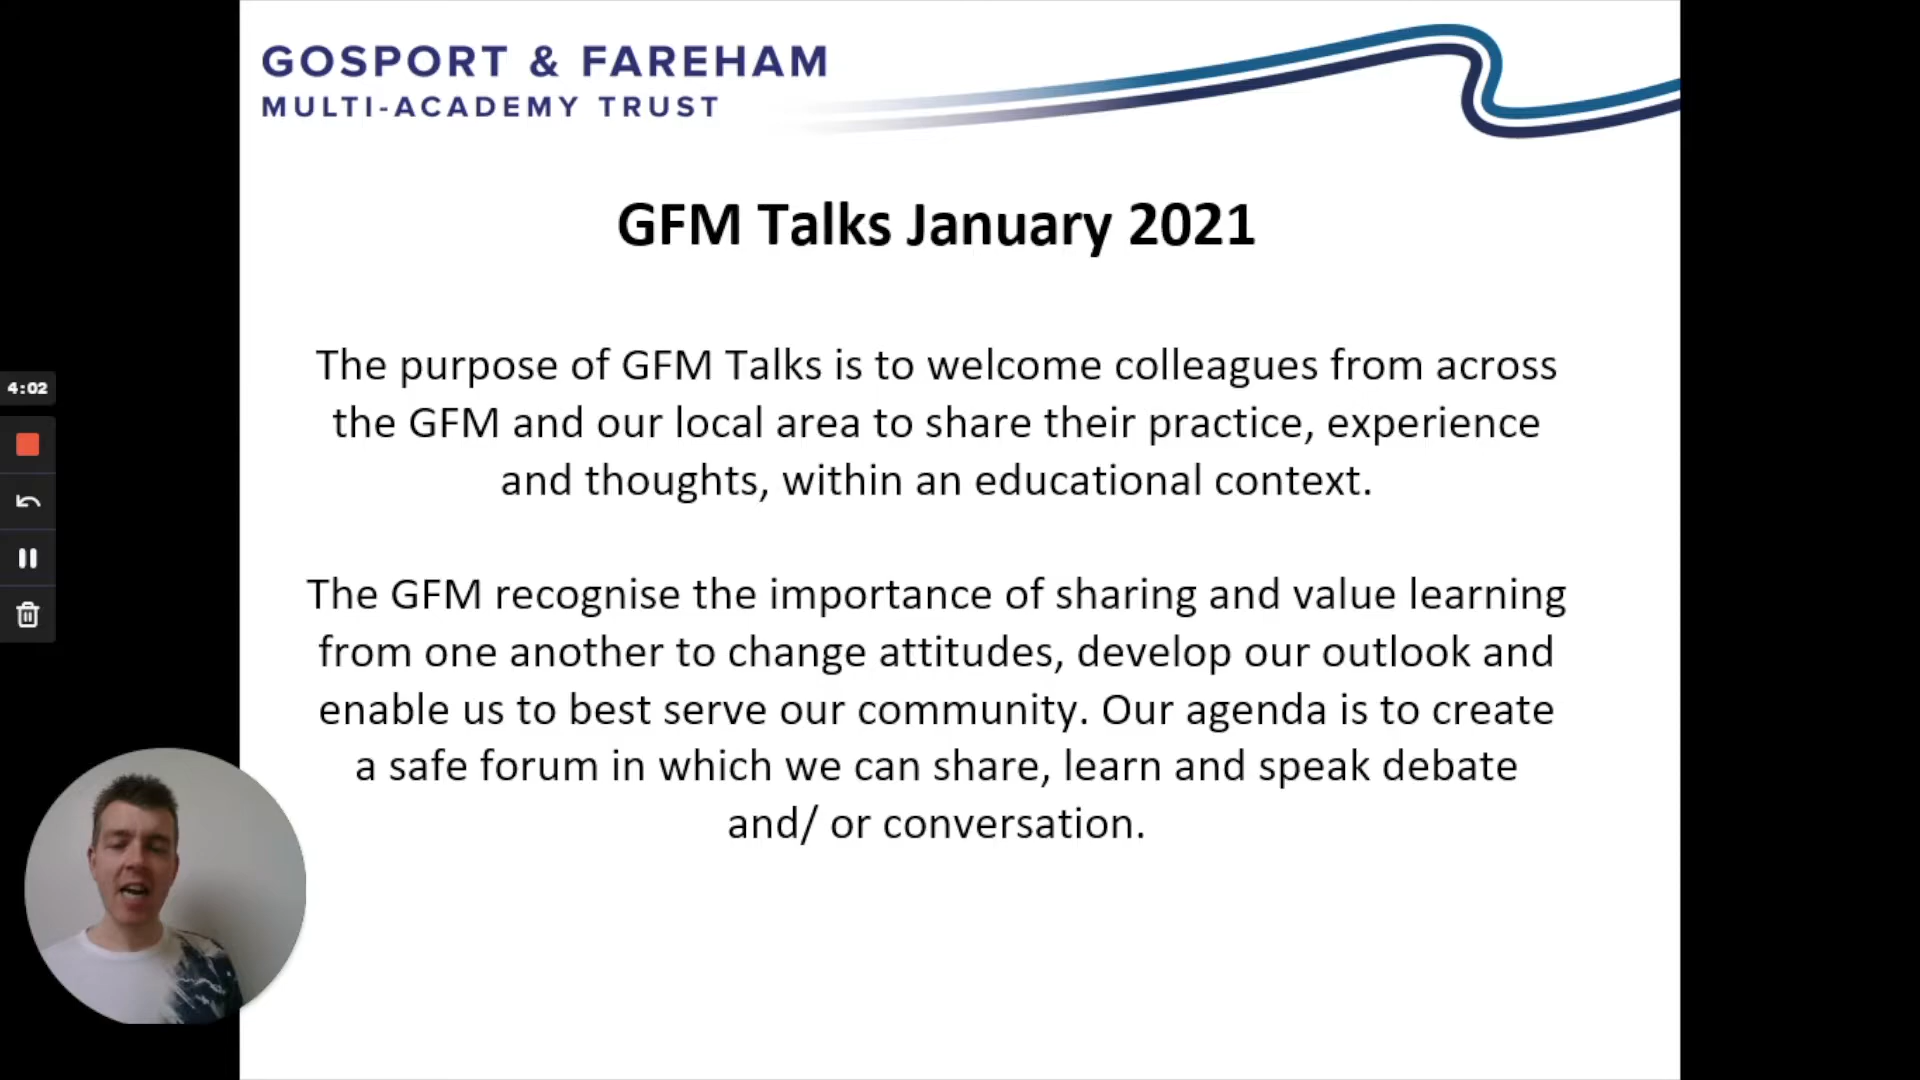 GOSPORT & FAREHAM
MULTI-ACADEMY TRUST
GFM Talks January 2021
The purpose of GFM Talks is to welcome colleagues from across
the GFM and our local area to share their practice, experience
and thoughts, within an educational context.
The GFM recognise the importance of sharing and value learning
from one another to change attitudes, develop our outlook and
enable us to best serve our community. Our agenda is to create
a safe forum in which we can share, learn and speak debate
and/ or conversation.
4:02